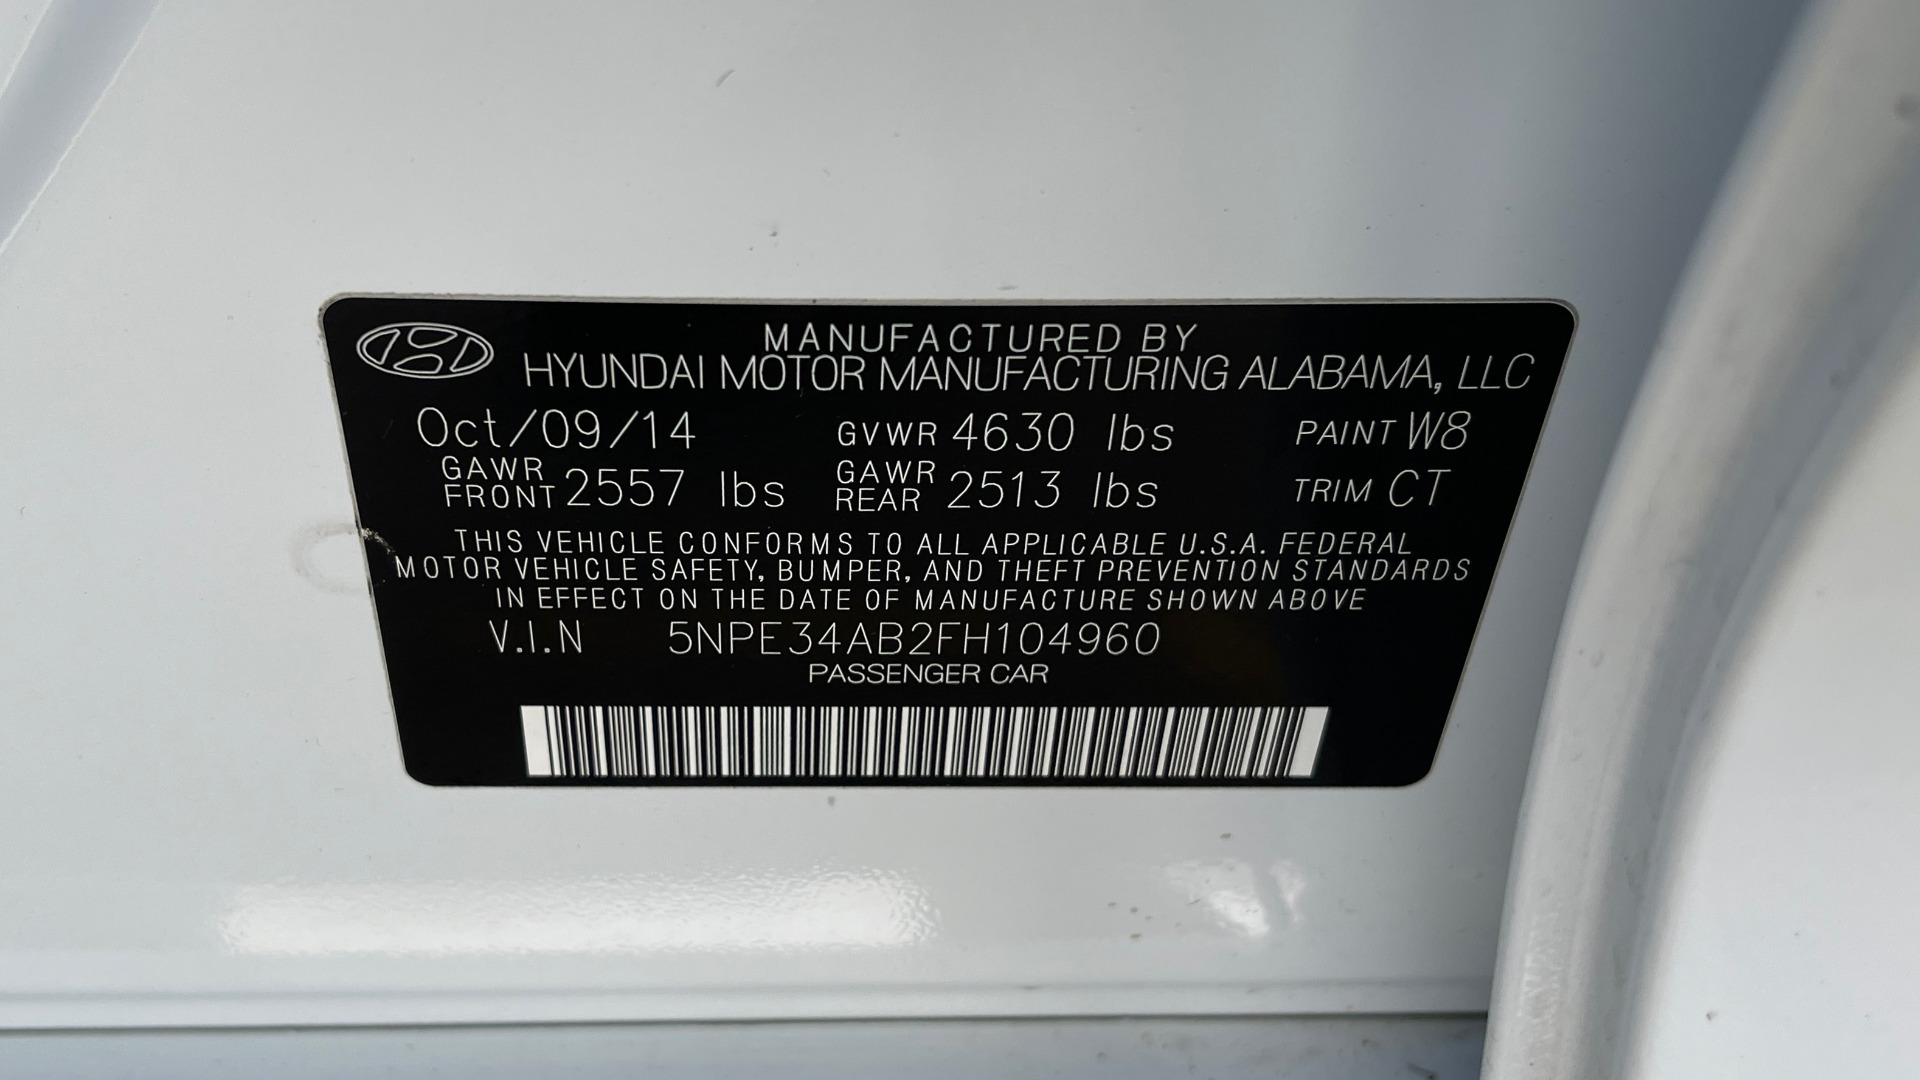 MANUFACTURED BY
HYUNDAI MOTOR MANUFACTURING ALABAMA, LLC
Oct/09/14 GVWR 4630 lbs PAINT W8
GAWR FRONT 2557 lbs GAWR REAR 2513 lbs TRIM CT
THIS VEHICLE CONFORMS TO ALL APPLICABLE U.S.A. FEDERAL
MOTOR VEHICLE SAFETY, BUMPER, AND THEFT PREVENTION STANDARDS
IN EFFECT ON THE DATE OF MANUFACTURE SHOWN ABOVE
V.I.N 5NPE34AB2FH104960
PASSENGER CAR